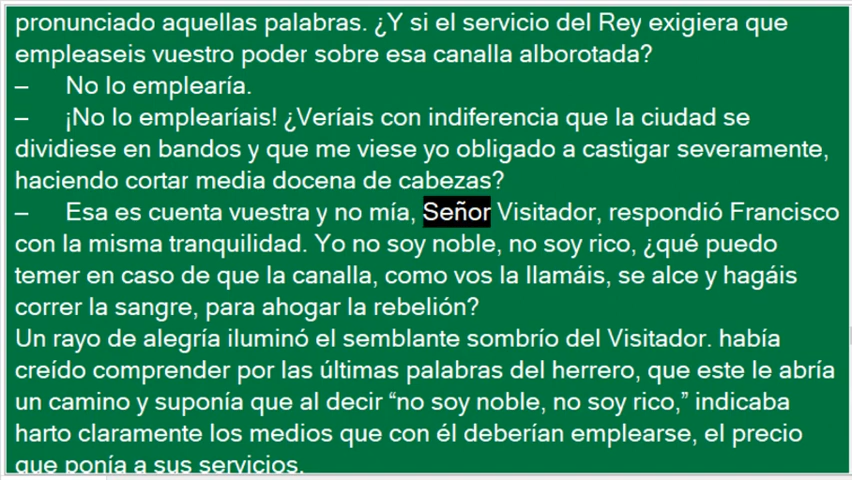 pronunciado aquellas palabras. ¿Y si el servicio del Rey exigiera que
empleaseis vuestro poder sobre esa canalla alborotada?
– No lo emplearía.
– ¡No lo emplearíais! ¿Veríais con indiferencia que la ciudad se
dividiese en bandos y que me viese yo obligado a castigar severamente,
haciendo cortar media docena de cabezas?
– Esa es cuenta vuestra y no mía, Señor Visitador, respondió Francisco
con la misma tranquilidad. Yo no soy noble, no soy rico, ¿qué puedo
temer en caso de que la canalla, como vos la llamáis, se alce y hagáis
correr la sangre, para ahogar la rebelión?
Un rayo de alegría iluminó el semblante sombrío del Visitador. había
creído comprender por las últimas palabras del herrero, que este le abría
un camino y suponía que al decir “no soy noble, no soy rico,” indicaba
harto claramente los medios que con él deberían emplearse, el precio
que ponía a sus servicios.